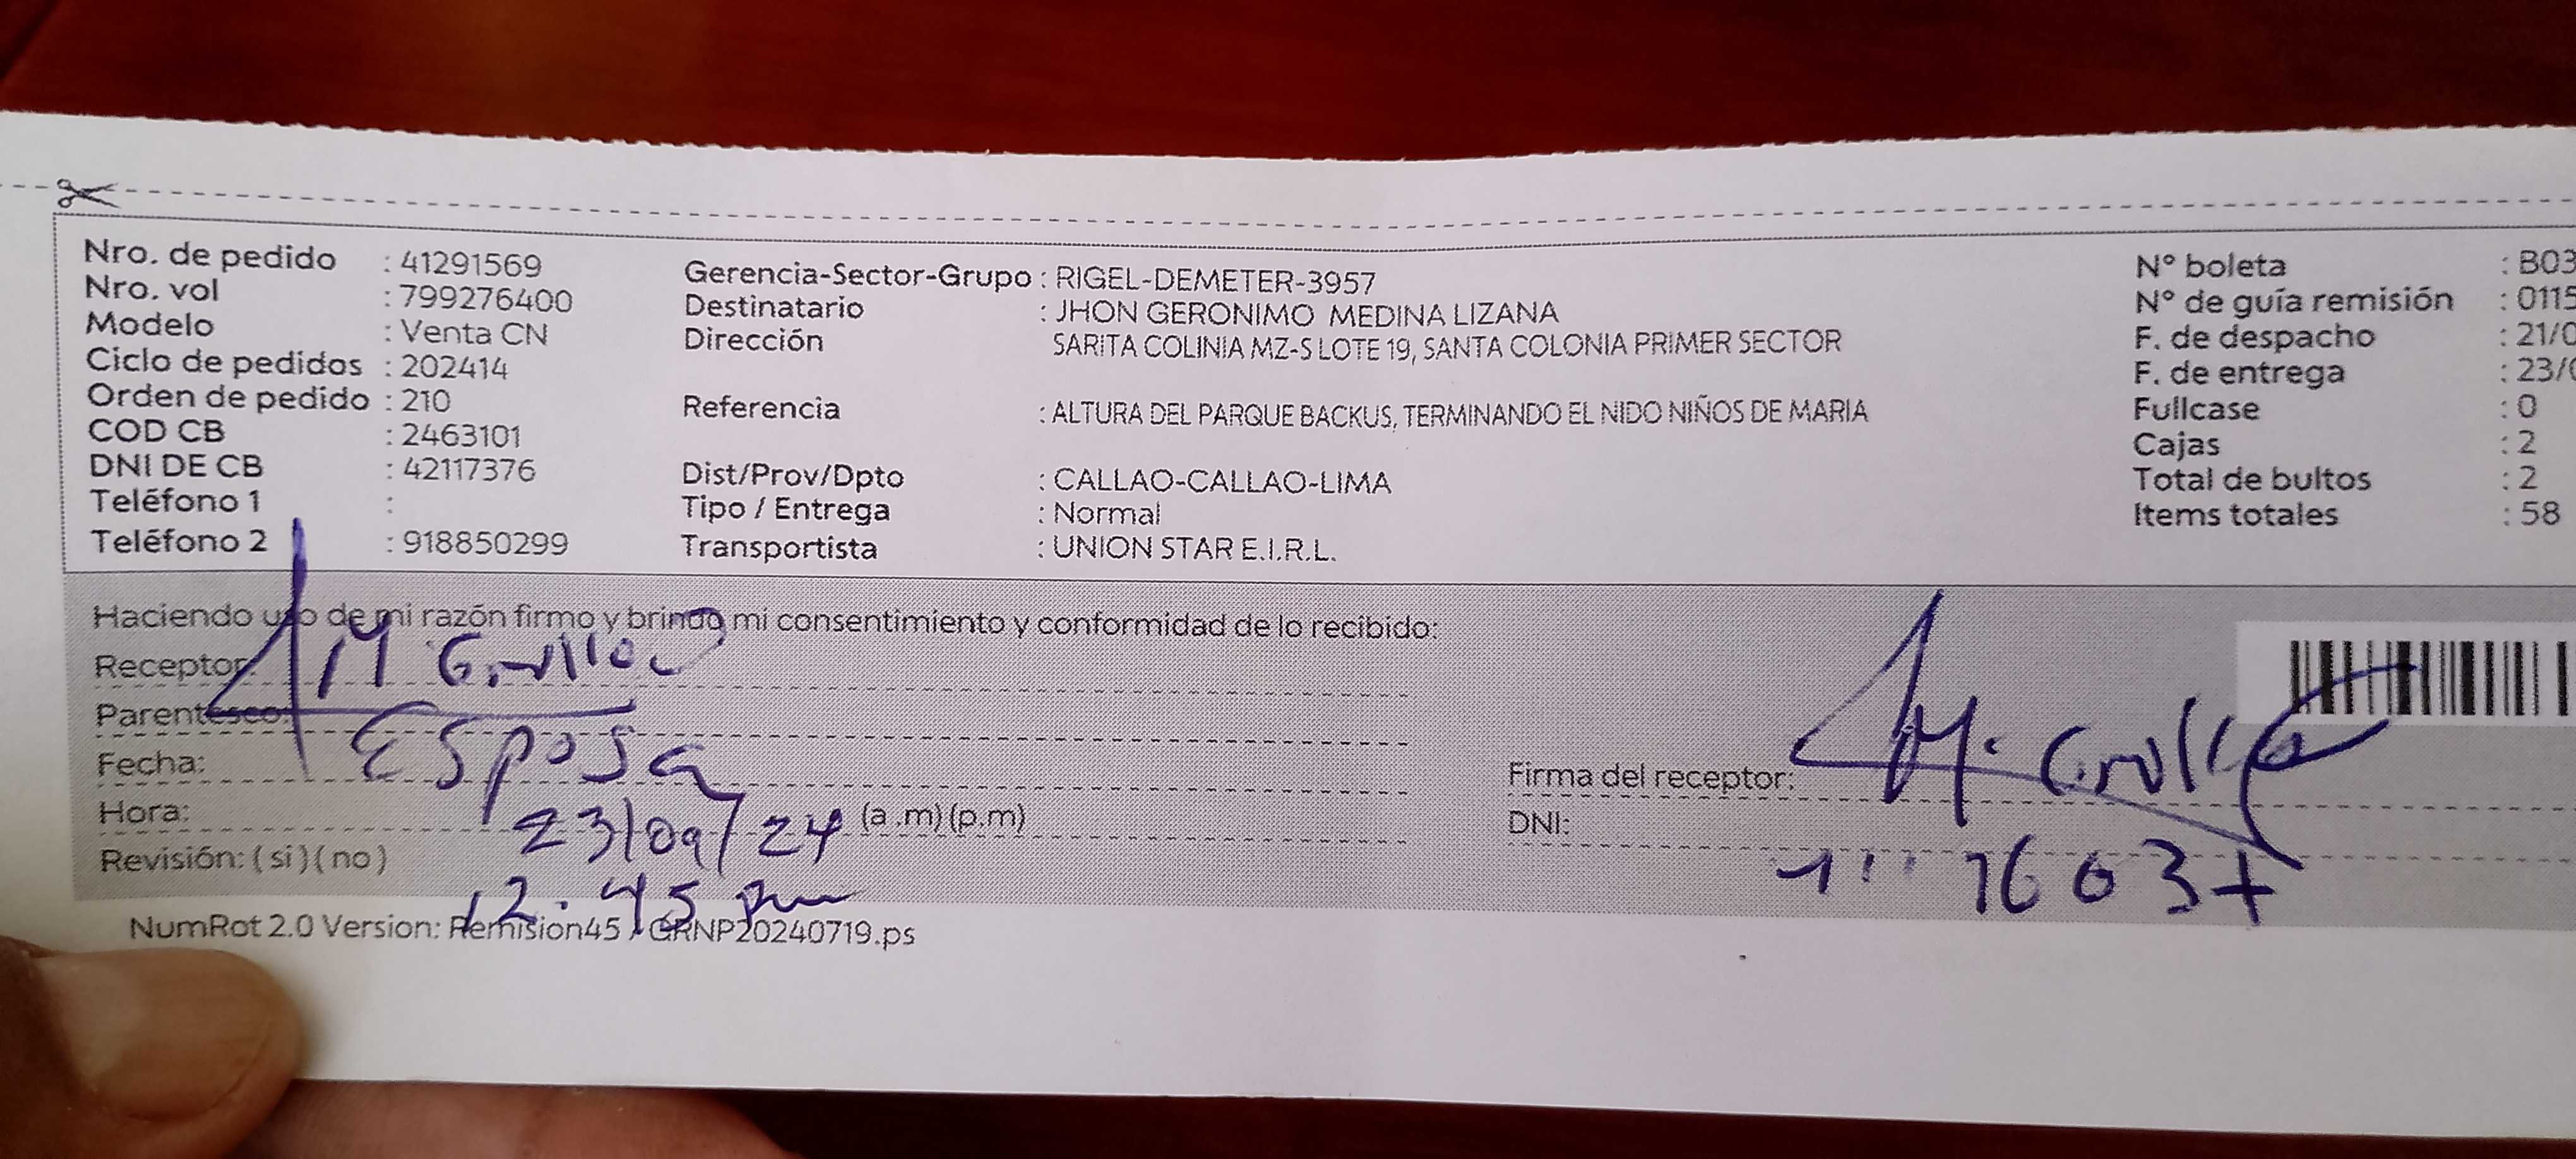 Nro. de pedido : 41291569
Nro. vol : 799276400
Modelo : Venta CN
Ciclo de pedidos : 202414
Orden de pedido : 210
COD CB : 2463101
DNI DE CB : 42117376
Teléfono 1 :
Teléfono 2 : 918850299
Gerencia-Sector-Grupo : RIGEL-DEMETER-3957
Destinatario : JHON GERONIMO MEDINA LIZANA
Dirección SARITA COLINIA MZ-S LOTE 19, SANTA COLONIA PRIMER SECTOR
Referencia : ALTURA DEL PARQUE BACKUS, TERMINANDO EL NIDO NIÑOS DE MARIA
Dist/Prov/Dpto : CALLAO-CALLAO-LIMA
Tipo / Entrega : Normal
Transportista : UNION STAR E.I.R.L.
N° boleta : B03
N° de guía remisión : 0115
F. de despacho : 21/0
F. de entrega : 23/0
Fullcase : 0
Cajas : 2
Total de bultos : 2
Items totales : 58
Haciendo uso de mi razón firmo y brindo mi consentimiento y conformidad de lo recibido:
Receptor:
Parentesco: Esposa
Fecha: 23/09/24
Hora: 12:45 pm (a.m)(p.m)
Revisión: (si)(no)
Firma del receptor:
DNI:
NumRot 2.0 Version: Remision45 / GRNP20240719.ps